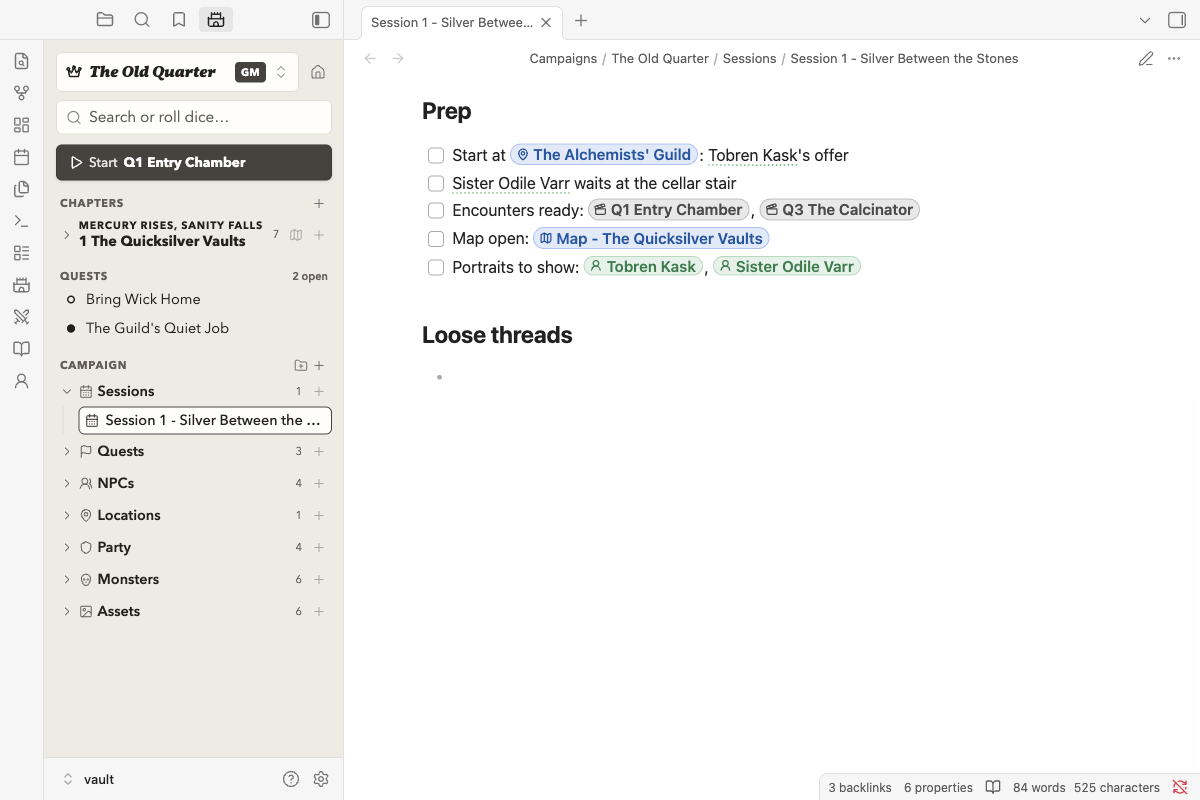 Session 1 - Silver Betwee...
The Old Quarter GM
Search or roll dice...
Start Q1 Entry Chamber
CHAPTERS
MERCURY RISES, SANITY FALLS
1 The Quicksilver Vaults 7
QUESTS 2 open
Bring Wick Home
The Guild's Quiet Job
CAMPAIGN
Sessions 1
Session 1 - Silver Between the ...
Quests 3
NPCs 4
Locations 1
Party 4
Monsters 6
Assets 6
vault
Campaigns / The Old Quarter / Sessions / Session 1 - Silver Between the Stones
Prep
Start at The Alchemists' Guild : Tobren Kask's offer
Sister Odile Varr waits at the cellar stair
Encounters ready: Q1 Entry Chamber , Q3 The Calcinator
Map open: Map - The Quicksilver Vaults
Portraits to show: Tobren Kask , Sister Odile Varr
Loose threads
3 backlinks 6 properties 84 words 525 characters